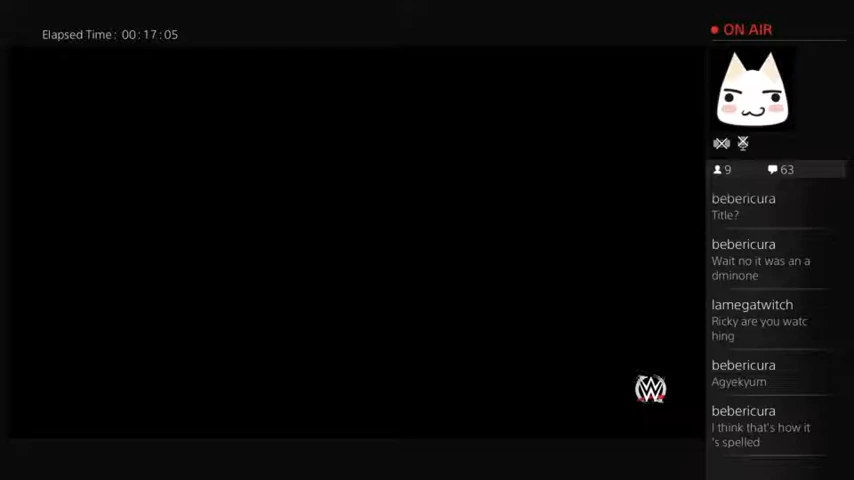 Elapsed Time: 00:17:05
ON AIR
9 63
bebericura
Title?
bebericura
Wait no it was an a
dminone
lamegatwitch
Ricky are you watc
hing
bebericura
Agyekyum
bebericura
I think that's how it
's spelled
W